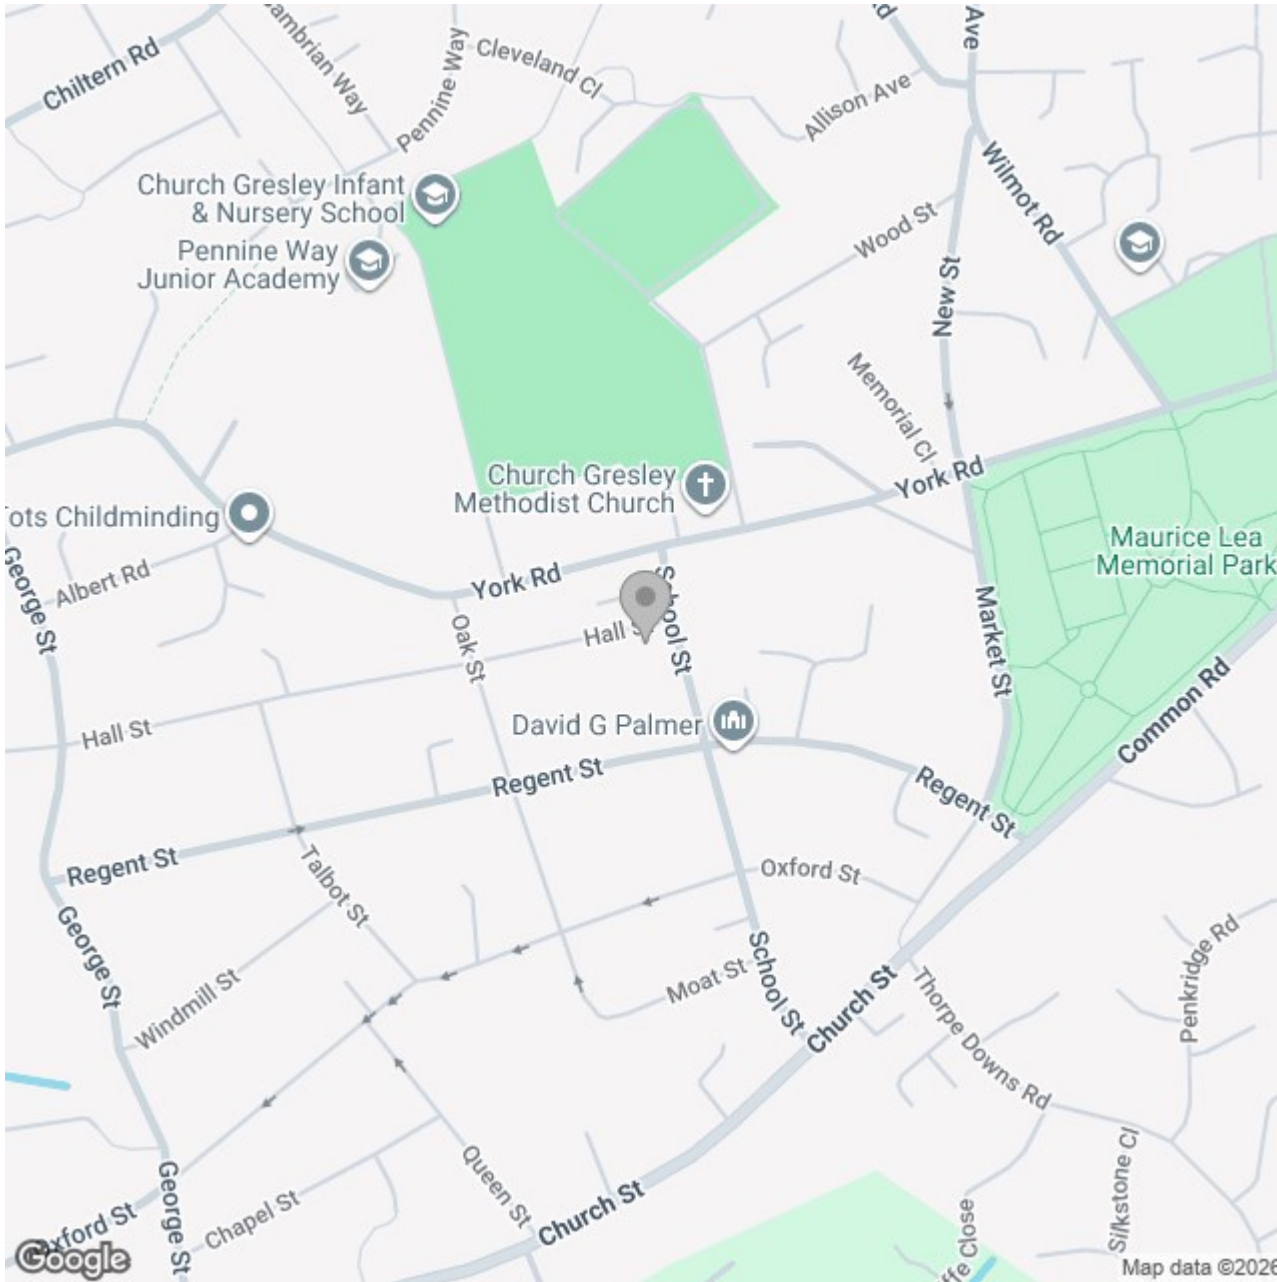 Chiltern Rd
Cambrian Way
Pennine Way
Cleveland Cl
Ave
Allison Ave
Wilmot Rd
Church Gresley Infant
& Nursery School
Pennine Way
Junior Academy
Wood St
New St
Memorial Cl
Church Gresley
Methodist Church
York Rd
Tots Childminding
Maurice Lea
Memorial Park
George St
Albert Rd
York Rd
School St
Hall St
Oak St
Market St
Common Rd
Hall St
David G Palmer
Regent St
Regent St
Regent St
Talbot St
Oxford St
George St
Windmill St
Moat St
School St
Church St
Thorpe Downs Rd
Penkridge Rd
Queen St
Silkstone Cl
Oxford St
George St
Chapel St
Church St
ffe Close
Google
Map data ©2026